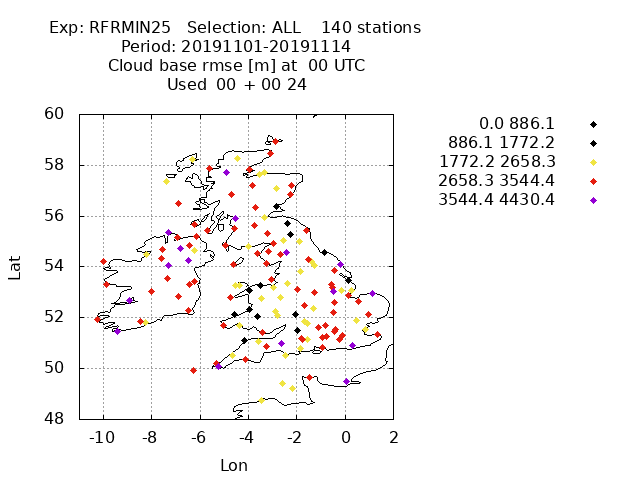 Exp: RFRMIN25 Selection: ALL 140 stations
Period: 20191101-20191114
Cloud base rmse [m] at 00 UTC
Used 00 + 00 24
60
58
56
54
52
50
48
-10 -8 -6 -4 -2 0 2
Lat
Lon
0.0 886.1
886.1 1772.2
1772.2 2658.3
2658.3 3544.4
3544.4 4430.4